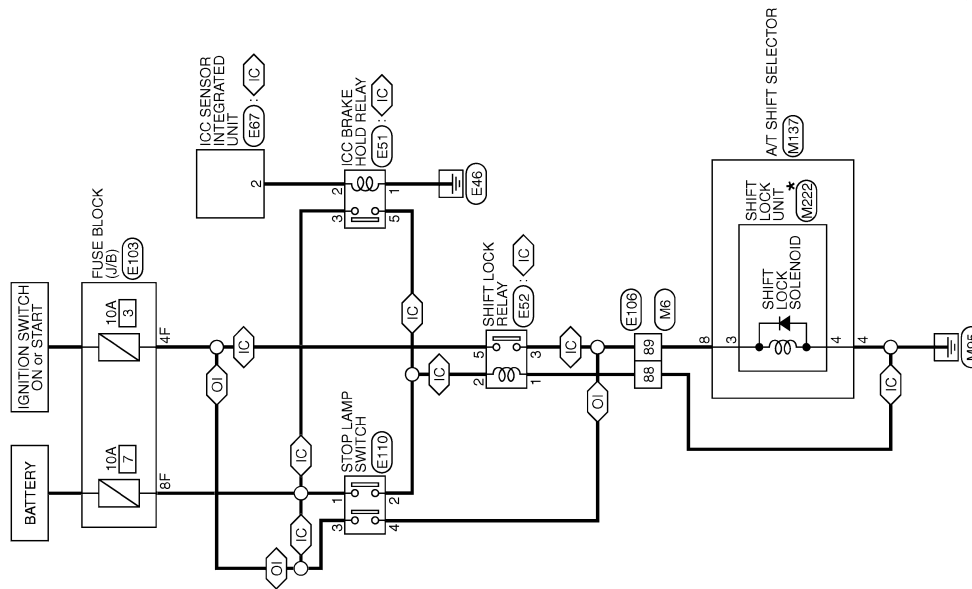 IGNITION SWITCH
ON or START
BATTERY
FUSE BLOCK
(J/B)
E103
10A
3
10A
7
4F
8F
ICC SENSOR
INTEGRATED
UNIT
E67 : IC
2
ICC BRAKE
HOLD RELAY
E51 : IC
2
3
1
5
E46
IC
OI
IC
IC
IC
OI
IC
STOP LAMP
SWITCH
E110
1
3
2
4
IC
SHIFT LOCK
RELAY
E52 : IC
5
2
3
1
IC
OI
E106
M6
89
88
8
A/T SHIFT SELECTOR
M137
SHIFT
LOCK
UNIT *
M222
3
SHIFT
LOCK
SOLENOID
4
4
IC